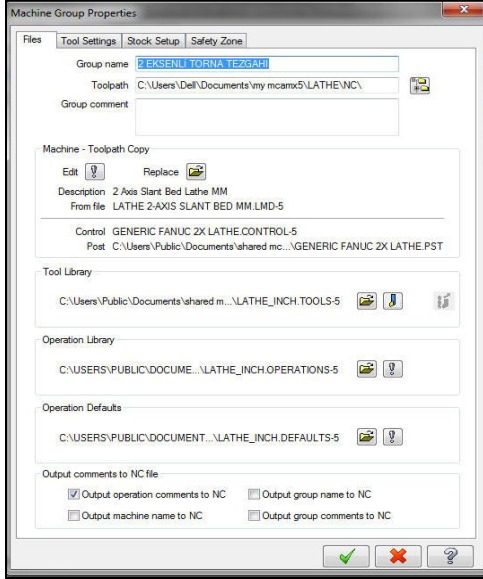 Machine Group Properties
Files Tool Settings Stock Setup Safety Zone
Group name 2 EKSENLİ TORNA TEZGAHI
Toolpath C:\Users\Dell\Documents\my mcamx5\LATHE\NC\
Group comment
Machine - Toolpath Copy
Edit Replace
Description 2 Axis Slant Bed Lathe MM
From file LATHE 2-AXIS SLANT BED MM.LMD-5
Control GENERIC FANUC 2X LATHE.CONTROL-5
Post C:\Users\Public\Documents\shared mc...\GENERIC FANUC 2X LATHE.PST
Tool Library
C:\Users\Public\Documents\shared m...\LATHE_INCH.TOOLS-5
Operation Library
C:\USERS\PUBLIC\DOCUME...\LATHE_INCH.OPERATIONS-5
Operation Defaults
C:\USERS\PUBLIC\DOCUMENT...\LATHE_INCH.DEFAULTS-5
Output comments to NC file
Output operation comments to NC Output group name to NC
Output machine name to NC Output group comments to NC